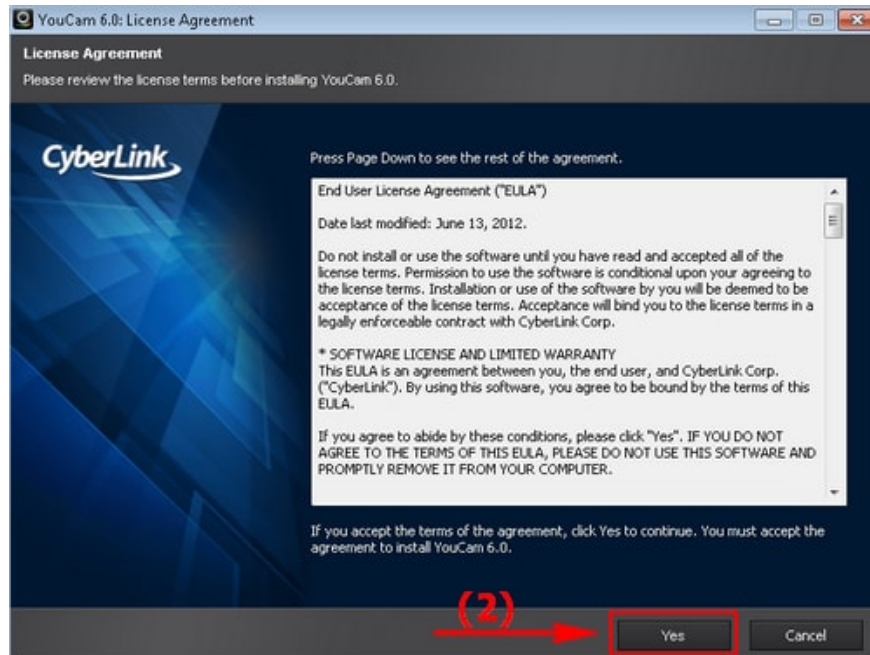 YouCam 6.0: License Agreement
License Agreement
Please review the license terms before installing YouCam 6.0.
CyberLink
Press Page Down to see the rest of the agreement.
End User License Agreement ("EULA")
Date last modified: June 13, 2012.
Do not install or use the software until you have read and accepted all of the
license terms. Permission to use the software is conditional upon your agreeing to
the license terms. Installation or use of the software by you will be deemed to be
acceptance of the license terms. Acceptance will bind you to the license terms in a
legally enforceable contract with CyberLink Corp.
* SOFTWARE LICENSE AND LIMITED WARRANTY
This EULA is an agreement between you, the end user, and CyberLink Corp.
("CyberLink"). By using this software, you agree to be bound by the terms of this
EULA.
If you agree to abide by these conditions, please click "Yes". IF YOU DO NOT
AGREE TO THE TERMS OF THIS EULA, PLEASE DO NOT USE THIS SOFTWARE AND
PROMPTLY REMOVE IT FROM YOUR COMPUTER.
If you accept the terms of the agreement, click Yes to continue. You must accept the
agreement to install YouCam 6.0.
(2)
Yes
Cancel